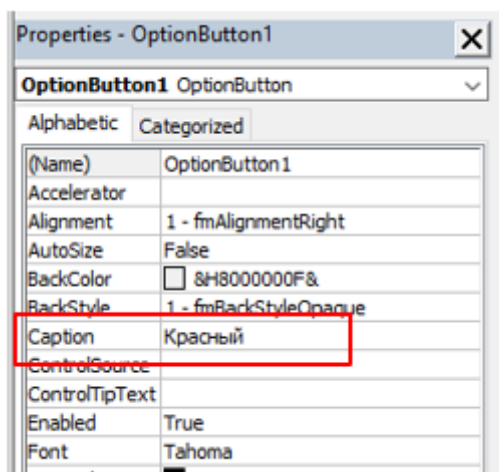 Properties - OptionButton1
OptionButton1 OptionButton
Alphabetic Categorized
(Name) OptionButton1
Accelerator
Alignment 1 - fmAlignmentRight
AutoSize False
BackColor &H8000000F&
BackStyle 1 - fmBackStyleOpaque
Caption Красный
ControlSource
ControlTipText
Enabled True
Font Tahoma